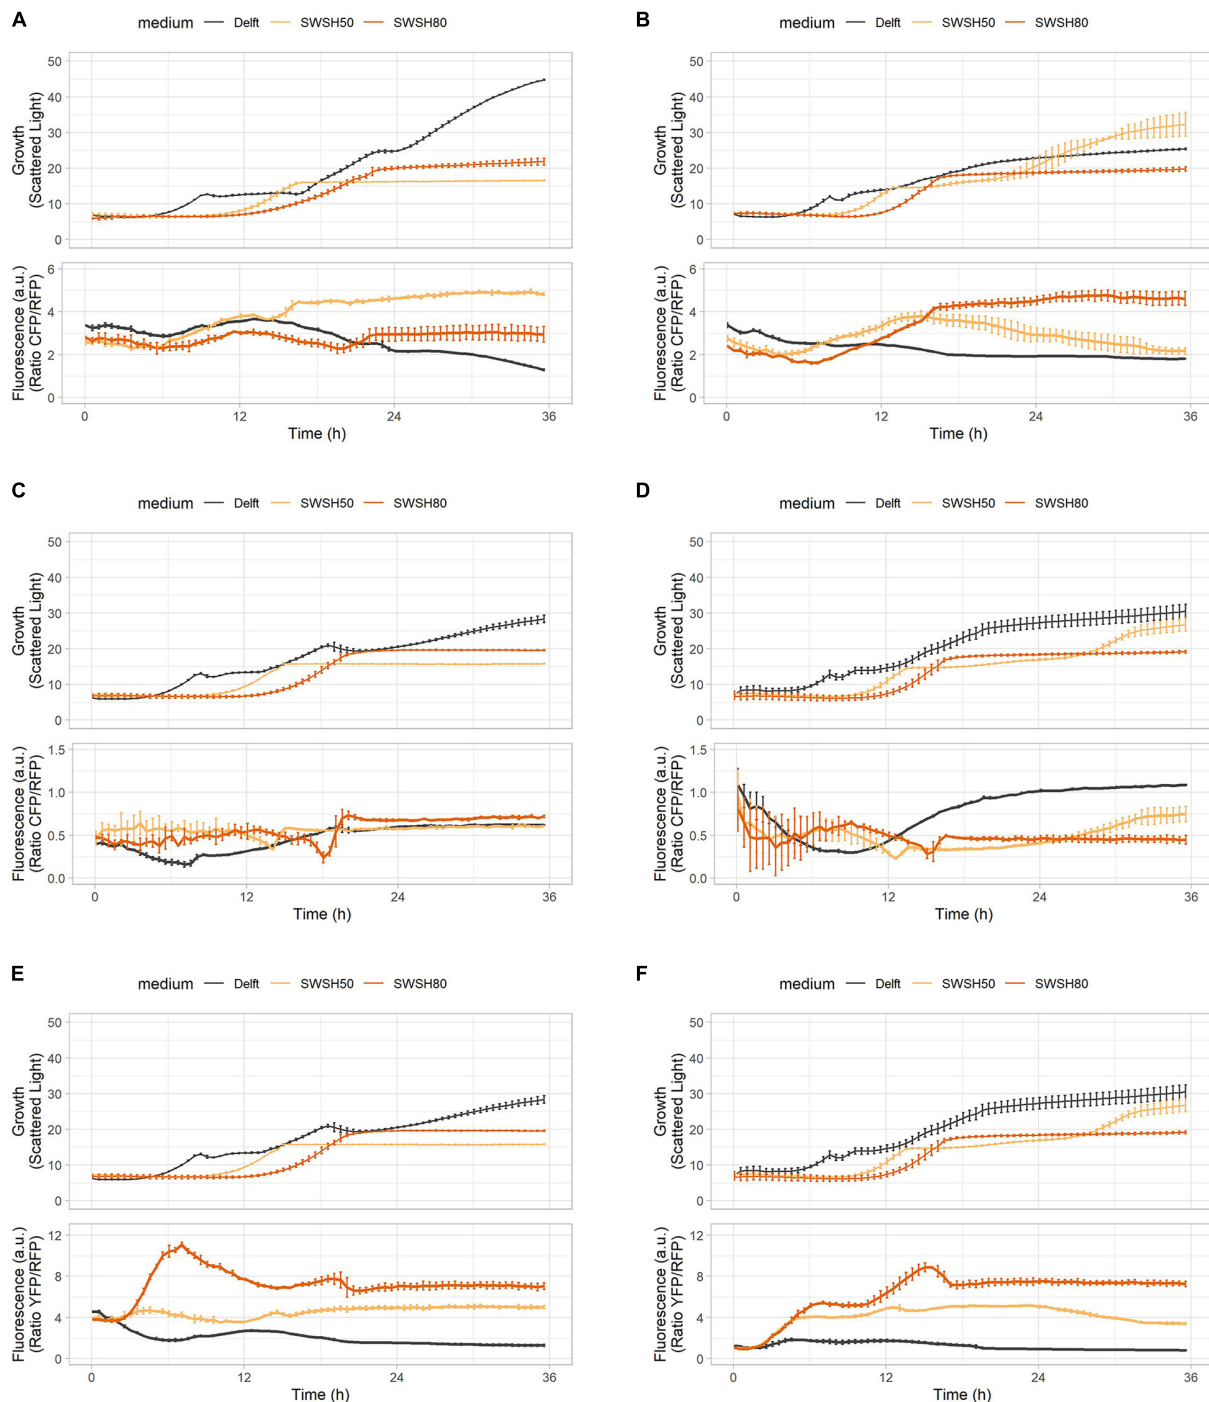 A
medium Delft SWSH50 SWSH80
Growth
(Scattered Light)
50
40
30
20
10
0
Fluorescence (a.u.)
(Ratio CFP/RFP)
6
4
2
0
0 12 24 36
Time (h)
B
medium Delft SWSH50 SWSH80
Growth
(Scattered Light)
50
40
30
20
10
0
Fluorescence (a.u.)
(Ratio CFP/RFP)
6
4
2
0
0 12 24 36
Time (h)
C
medium Delft SWSH50 SWSH80
Growth
(Scattered Light)
50
40
30
20
10
0
Fluorescence (a.u.)
(Ratio CFP/RFP)
1.5
1.0
0.5
0.0
0 12 24 36
Time (h)
D
medium Delft SWSH50 SWSH80
Growth
(Scattered Light)
50
40
30
20
10
0
Fluorescence (a.u.)
(Ratio CFP/RFP)
1.5
1.0
0.5
0.0
0 12 24 36
Time (h)
E
medium Delft SWSH50 SWSH80
Growth
(Scattered Light)
50
40
30
20
10
0
Fluorescence (a.u.)
(Ratio YFP/RFP)
12
8
4
0
0 12 24 36
Time (h)
F
medium Delft SWSH50 SWSH80
Growth
(Scattered Light)
50
40
30
20
10
0
Fluorescence (a.u.)
(Ratio YFP/RFP)
12
8
4
0
0 12 24 36
Time (h)